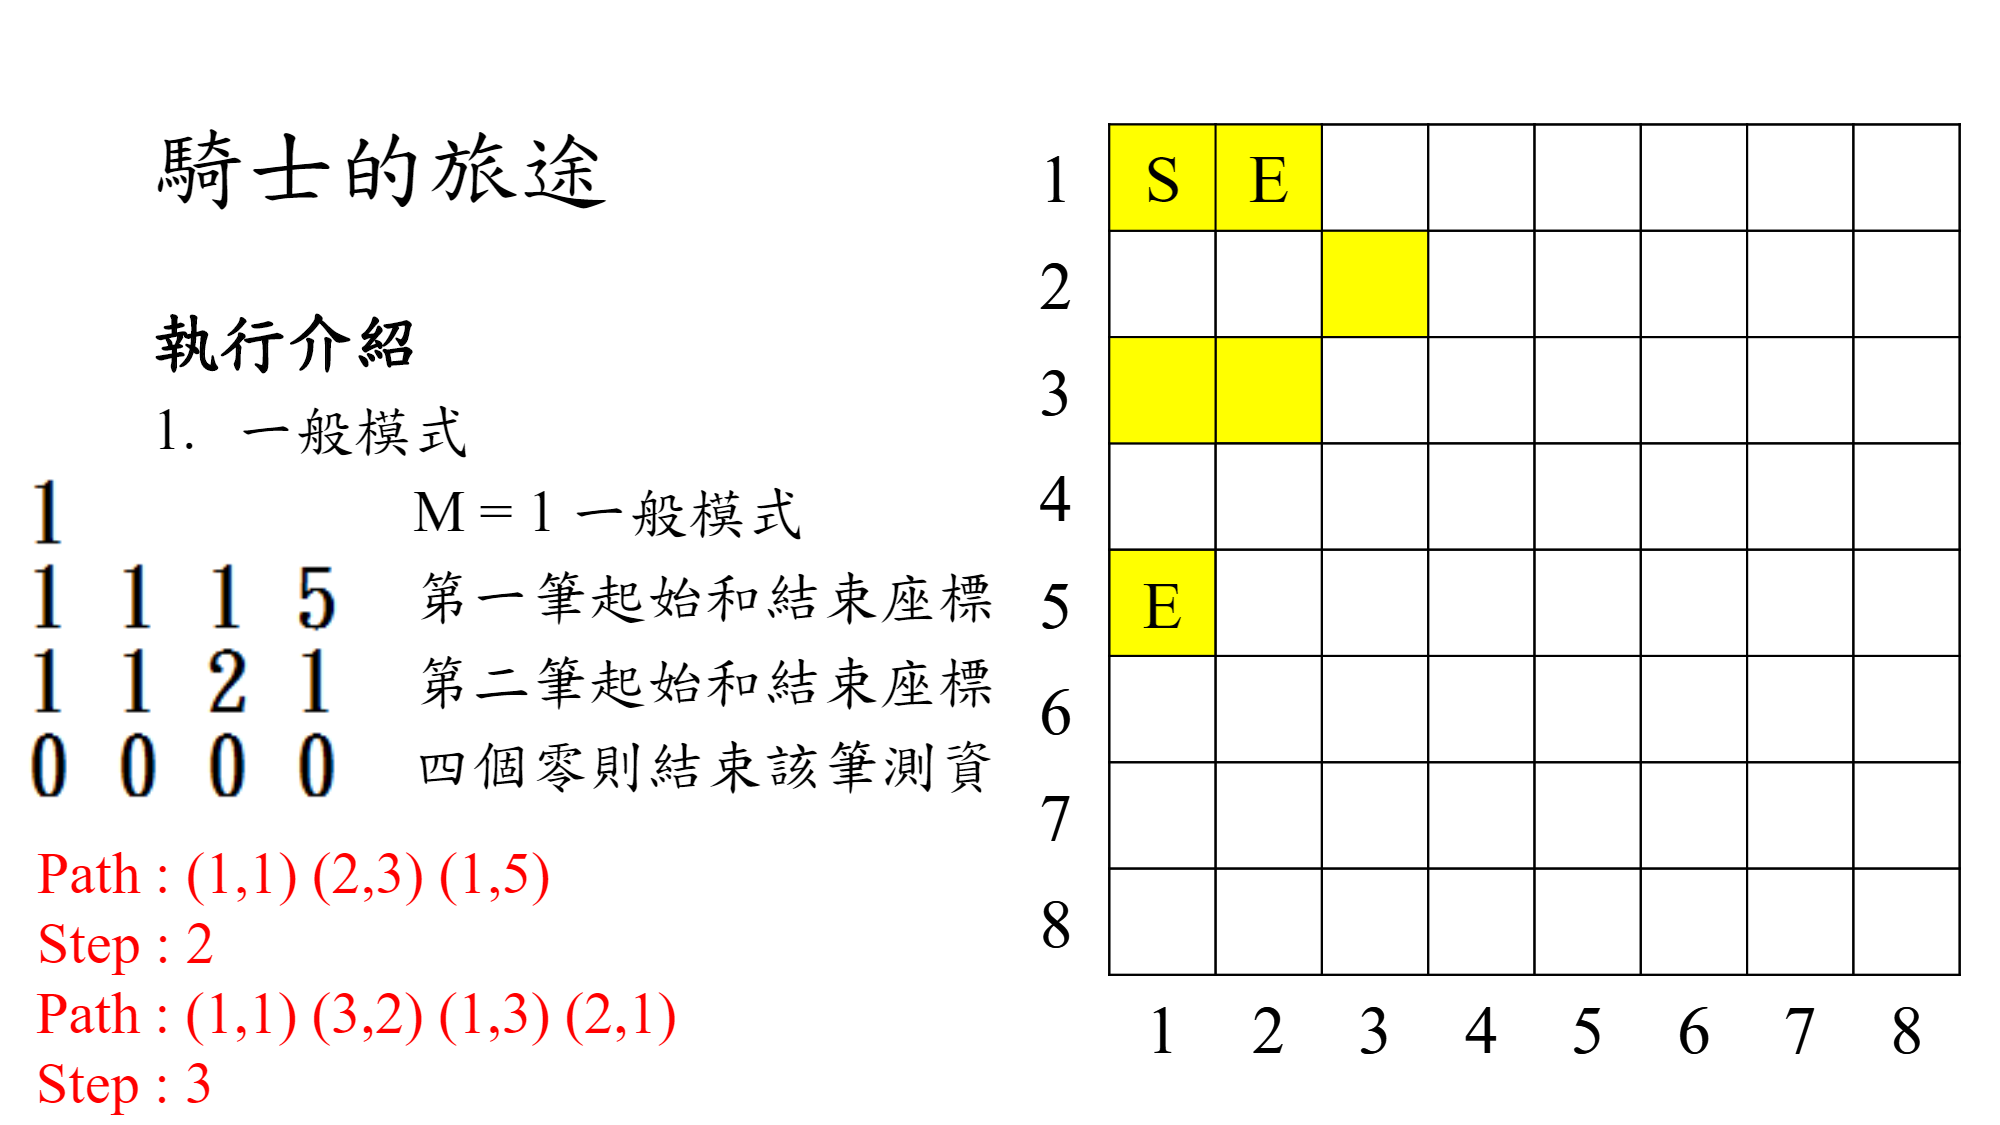 騎士的旅途
執行介紹
1. 一般模式
1 M = 1 一般模式
1 1 1 5 第一筆起始和結束座標
1 1 2 1 第二筆起始和結束座標
0 0 0 0 四個零則結束該筆測資
Path : (1,1) (2,3) (1,5)
Step : 2
Path : (1,1) (3,2) (1,3) (2,1)
Step : 3
1 S E
2
3
4
5 E
6
7
8
1 2 3 4 5 6 7 8